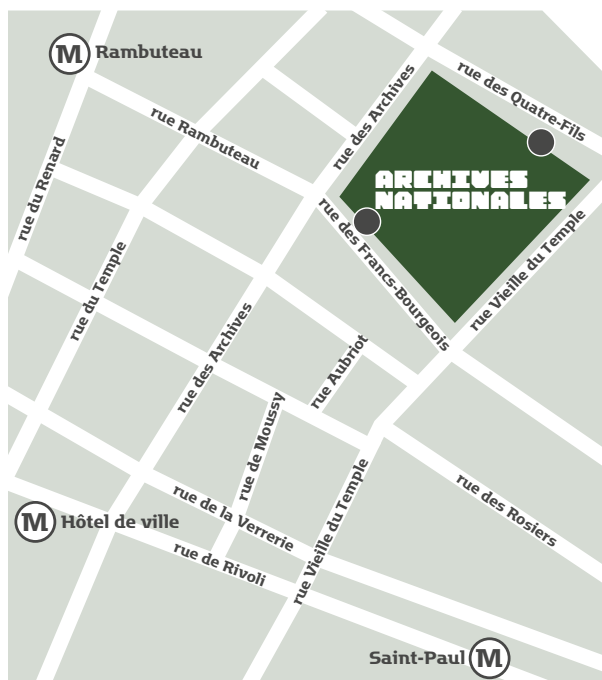 M Rambuteau
rue des Quatre-Fils
rue des Archives
rue Rambuteau
rue du Renard
ARCHIVES
NATIONALES
rue des Francs-Bourgeois
rue Vieille du Temple
rue du Temple
rue des Archives
rue Aubriot
rue de Moussy
rue Vieille du Temple
rue des Rosiers
rue de la Verrerie
M Hôtel de ville
rue de Rivoli
Saint-Paul M